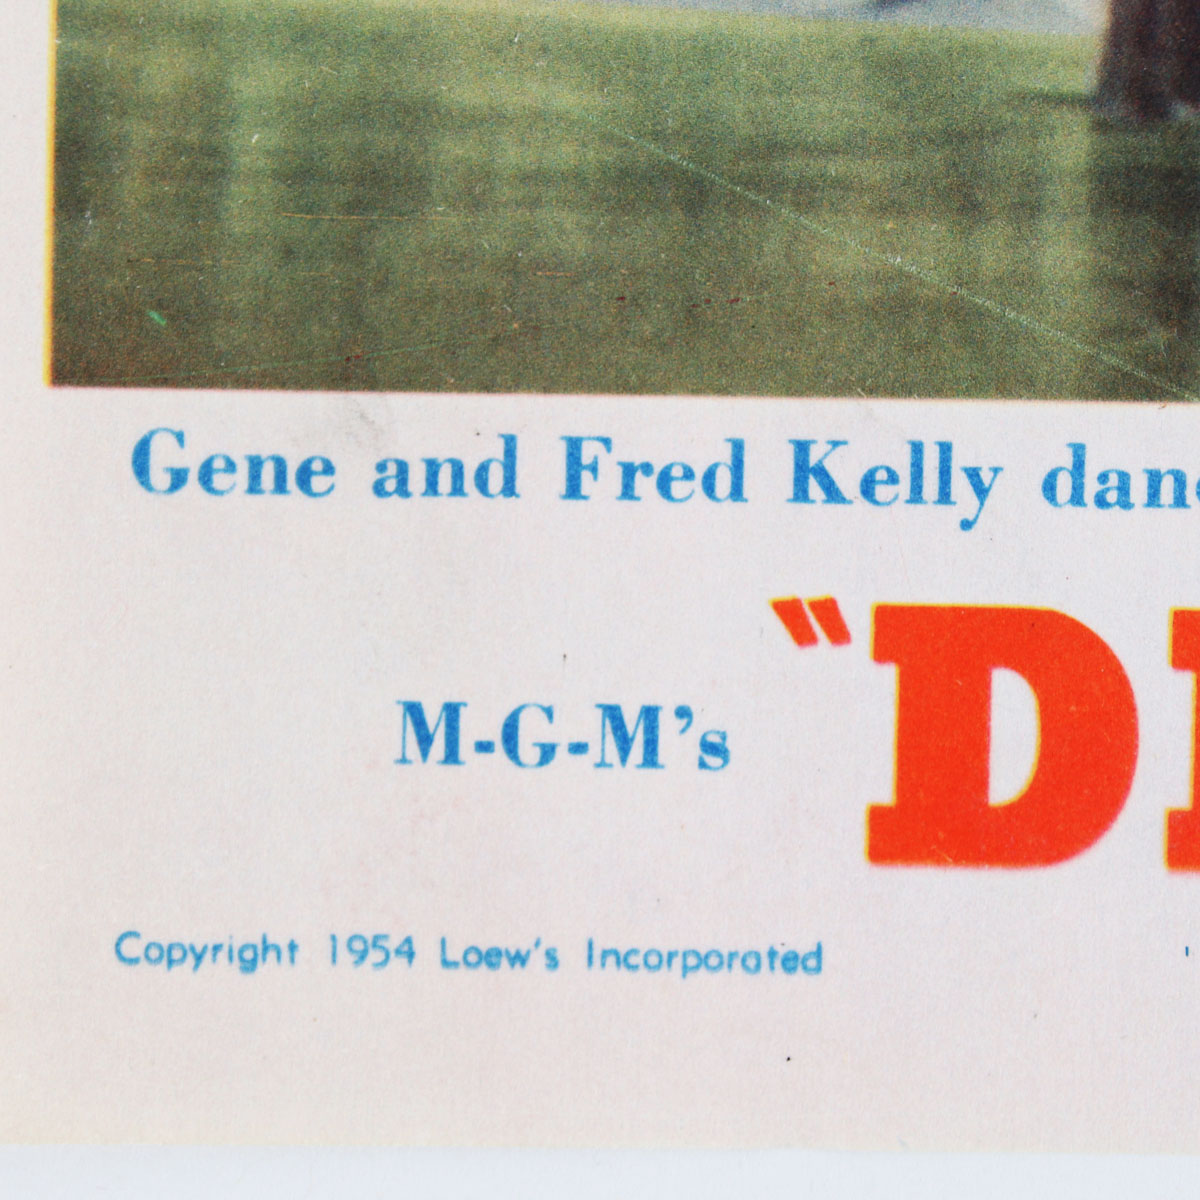 Gene and Fred Kelly dan
M-G-M's "D
Copyright 1954 Loew's Incorporated